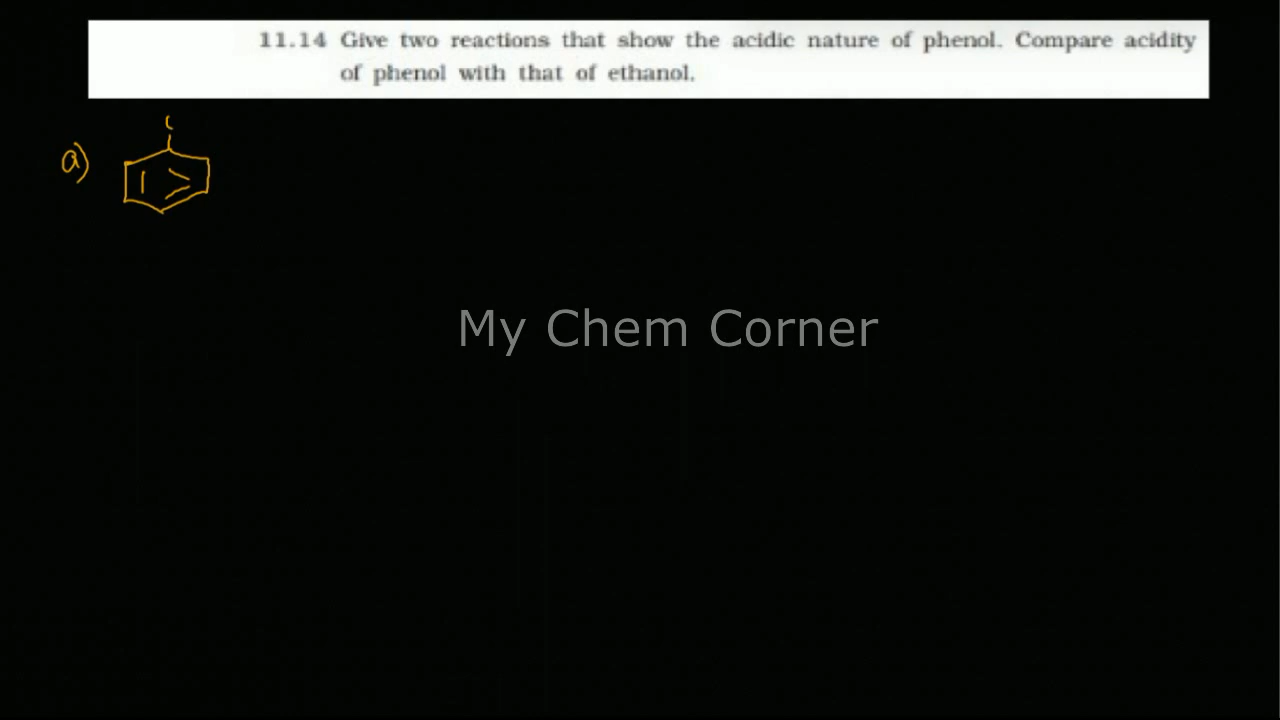 11.14 Give two reactions that show the acidic nature of phenol. Compare acidity
of phenol with that of ethanol.
a)
My Chem Corner